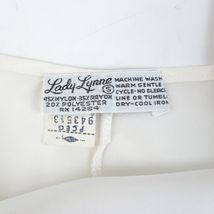 Lady Lynne
S
45% NYLON-35% RAYON
20% POLYESTER
RN 14284
MACHINE WASH
WARM GENTLE
CYCLE-NO BLEACH
LINE OR TUMBLE
DRY-COOL IRON
943513